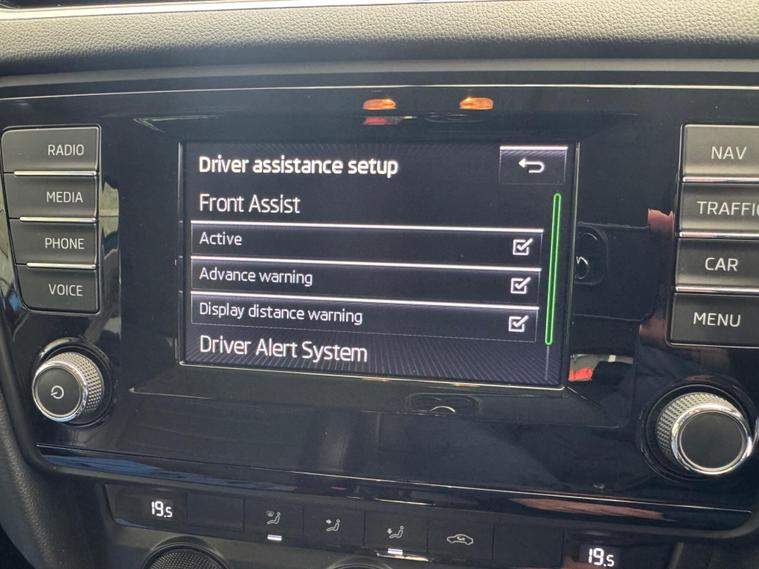 RADIO
MEDIA
PHONE
VOICE
Driver assistance setup
Front Assist
Active
Advance warning
Display distance warning
Driver Alert System
NAV
TRAFFIC
CAR
MENU
19.5
19.5